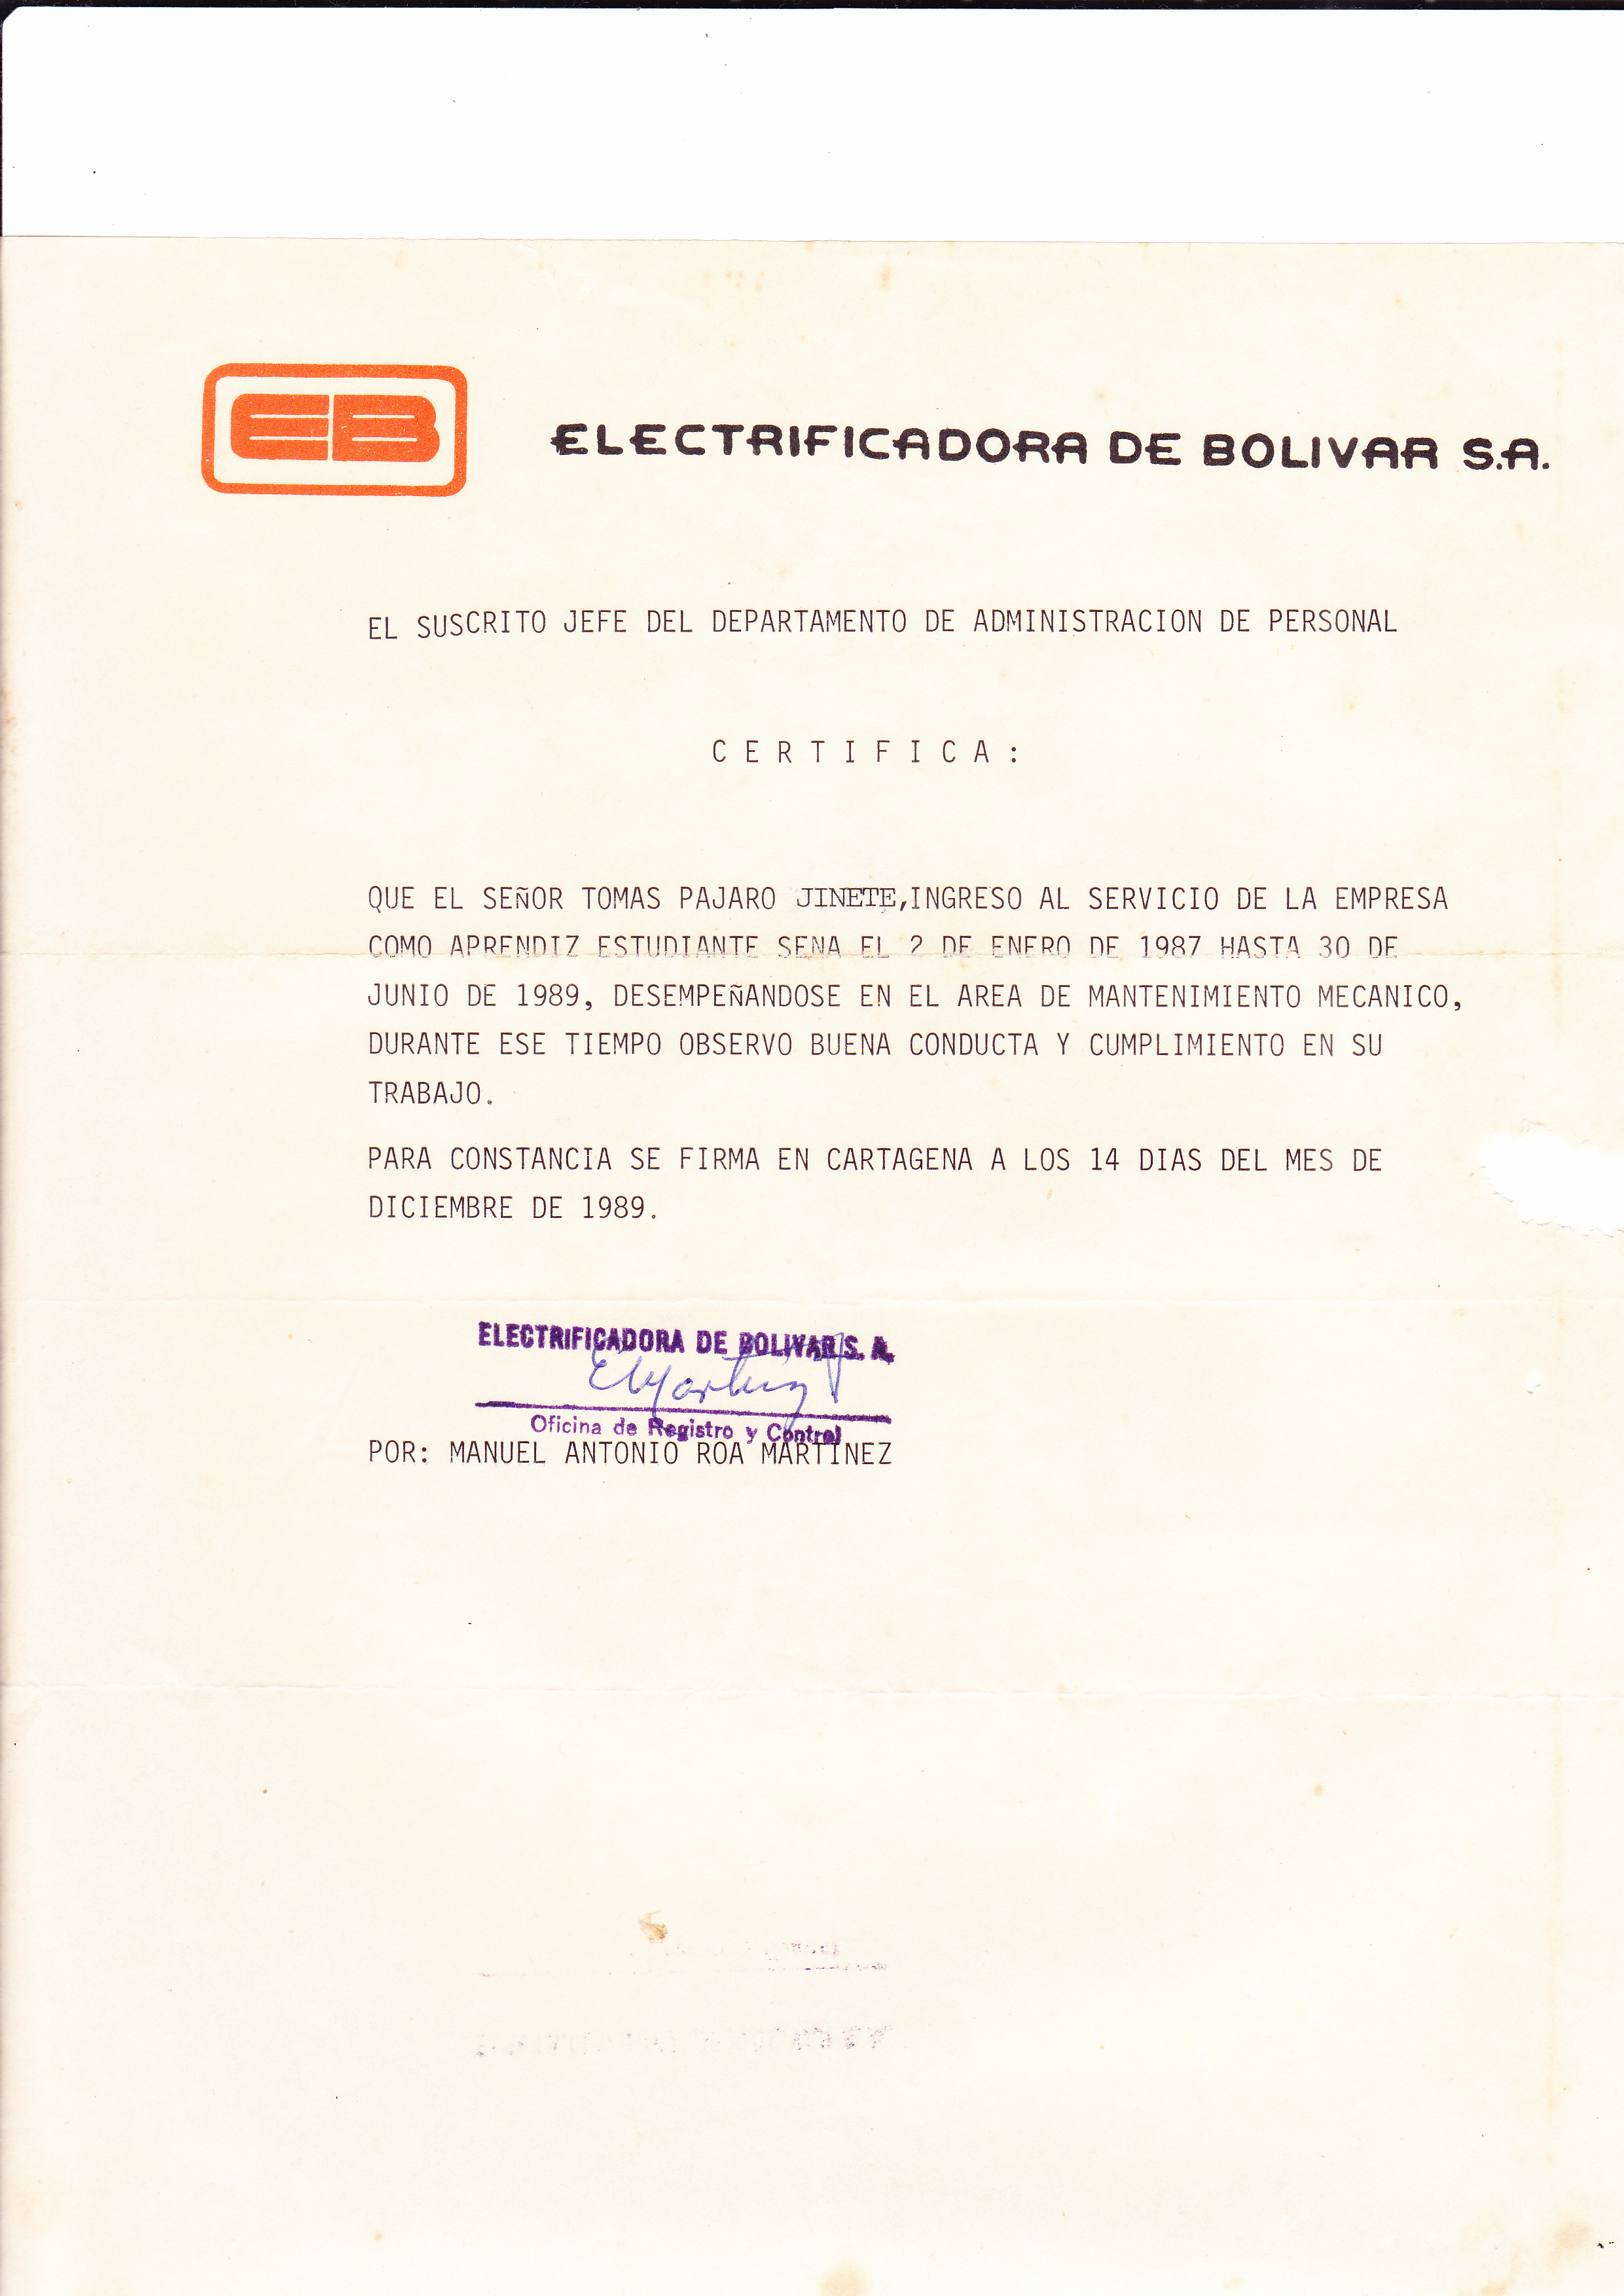 EB
ELECTRIFICADORA DE BOLIVAR S.A.
EL SUSCRITO JEFE DEL DEPARTAMENTO DE ADMINISTRACION DE PERSONAL
C E R T I F I C A :
QUE EL SEÑOR TOMAS PAJARO JINETE,INGRESO AL SERVICIO DE LA EMPRESA
COMO APRENDIZ ESTUDIANTE SENA EL 2 DE ENERO DE 1987 HASTA 30 DE
JUNIO DE 1989, DESEMPEÑANDOSE EN EL AREA DE MANTENIMIENTO MECANICO,
DURANTE ESE TIEMPO OBSERVO BUENA CONDUCTA Y CUMPLIMIENTO EN SU
TRABAJO.
PARA CONSTANCIA SE FIRMA EN CARTAGENA A LOS 14 DIAS DEL MES DE
DICIEMBRE DE 1989.
ELECTRIFICADORA DE BOLIVAR S. A.
Oficina de Registro y Control
POR: MANUEL ANTONIO ROA MARTINEZ